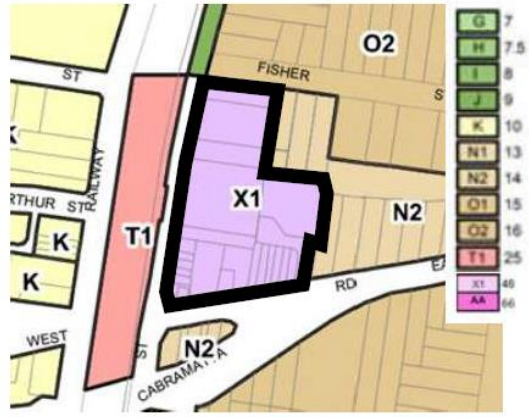 O2
FISHER
ST
S
K
RAILWAY
ARTHUR ST
X1
T1
K
N2
K
RD
EA
WEST
ST
N2
CABRAMATTA
G 7
H 7.5
I 8
J 9
K 10
N1 13
N2 14
O1 15
O2 16
T1 25
X1 46
AA 66